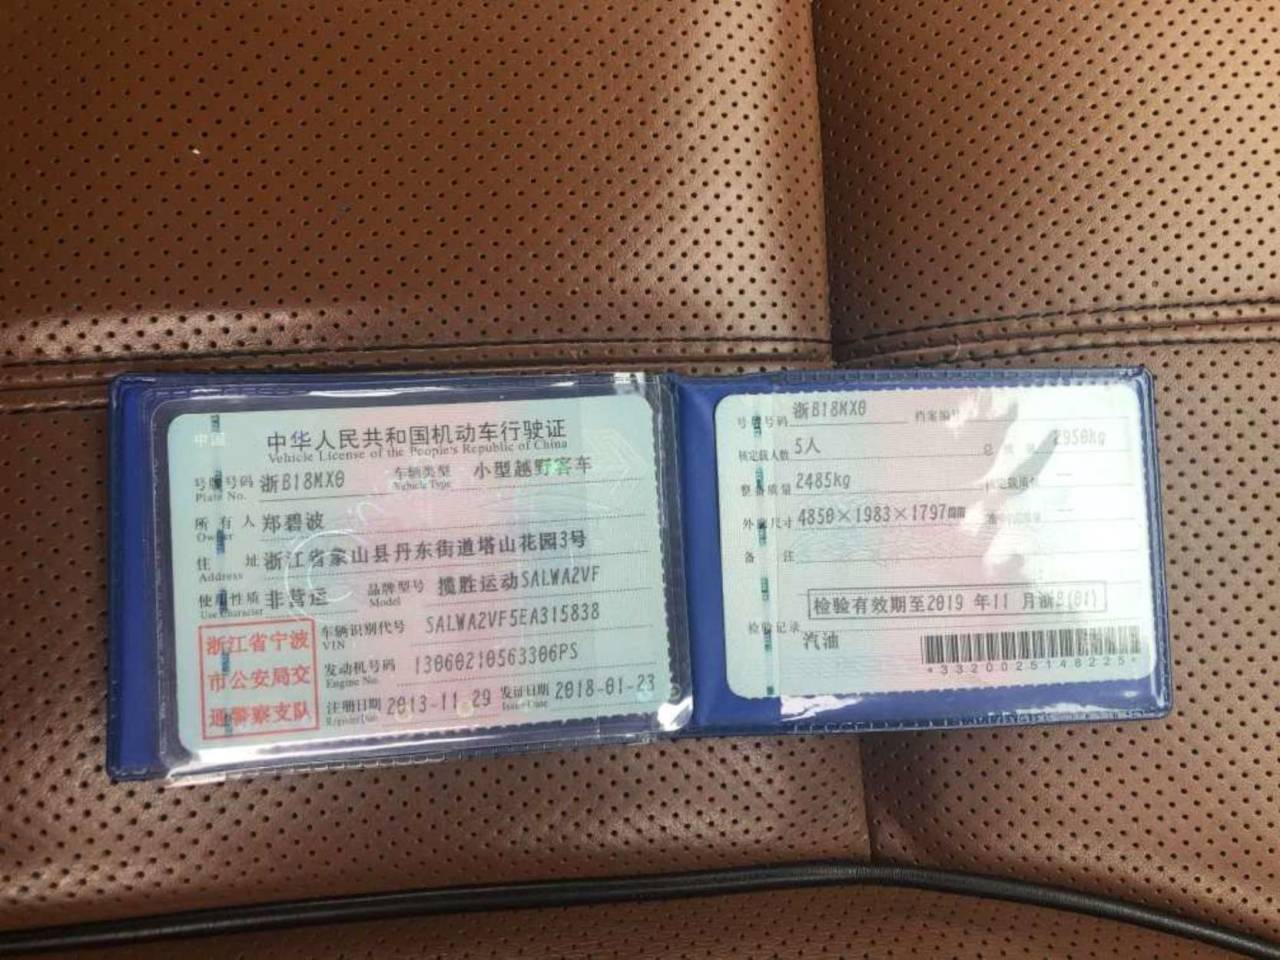 中国
中华人民共和国机动车行驶证
Vehicle License of the People's Republic of China
号牌号码 浙B18MX0 车辆类型 小型越野客车
Plate No. Vehicle Type
所有人 郑碧波
Owner
住址 浙江省象山县丹东街道塔山花园3号
Address
使用性质 非营运 品牌型号 揽胜运动SALWA2VF
Use Character Model
浙江省宁波
市公安局交
通警察支队
车辆识别代号 SALWA2VF5EA315838
VIN
发动机号码 13060210563306PS
Engine No.
注册日期 2013-11-29 发证日期 2018-01-23
Register Date Issue Date
号牌号码 浙B18MX0 档案编号
核定载人数 5人 总质量 2950kg
整备质量 2485kg 核定载质量 —
外廓尺寸 4850×1983×1797mm —
备注
检验有效期至2019 年11 月浙B(01)
检验记录
汽油
*3320025148225*